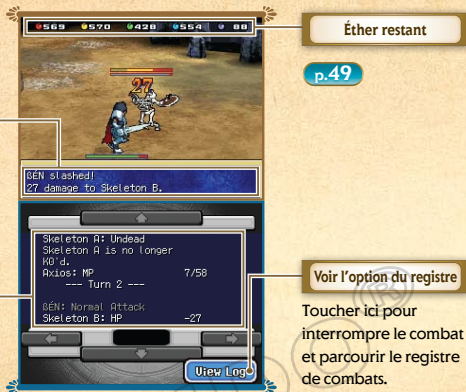 569 570 428 554 88
Éther restant
p.49
27
ßÉN slashed!
27 damage to Skeleton B.
Skeleton A: Undead
Skeleton A is no longer
KO'd.
Axios: MP 7/58
--- Turn 2 ---
ßÉN: Normal Attack
Skeleton B: HP -27
View Log
Voir l'option du registre
Toucher ici pour
interrompre le combat
et parcourir le registre
de combats.